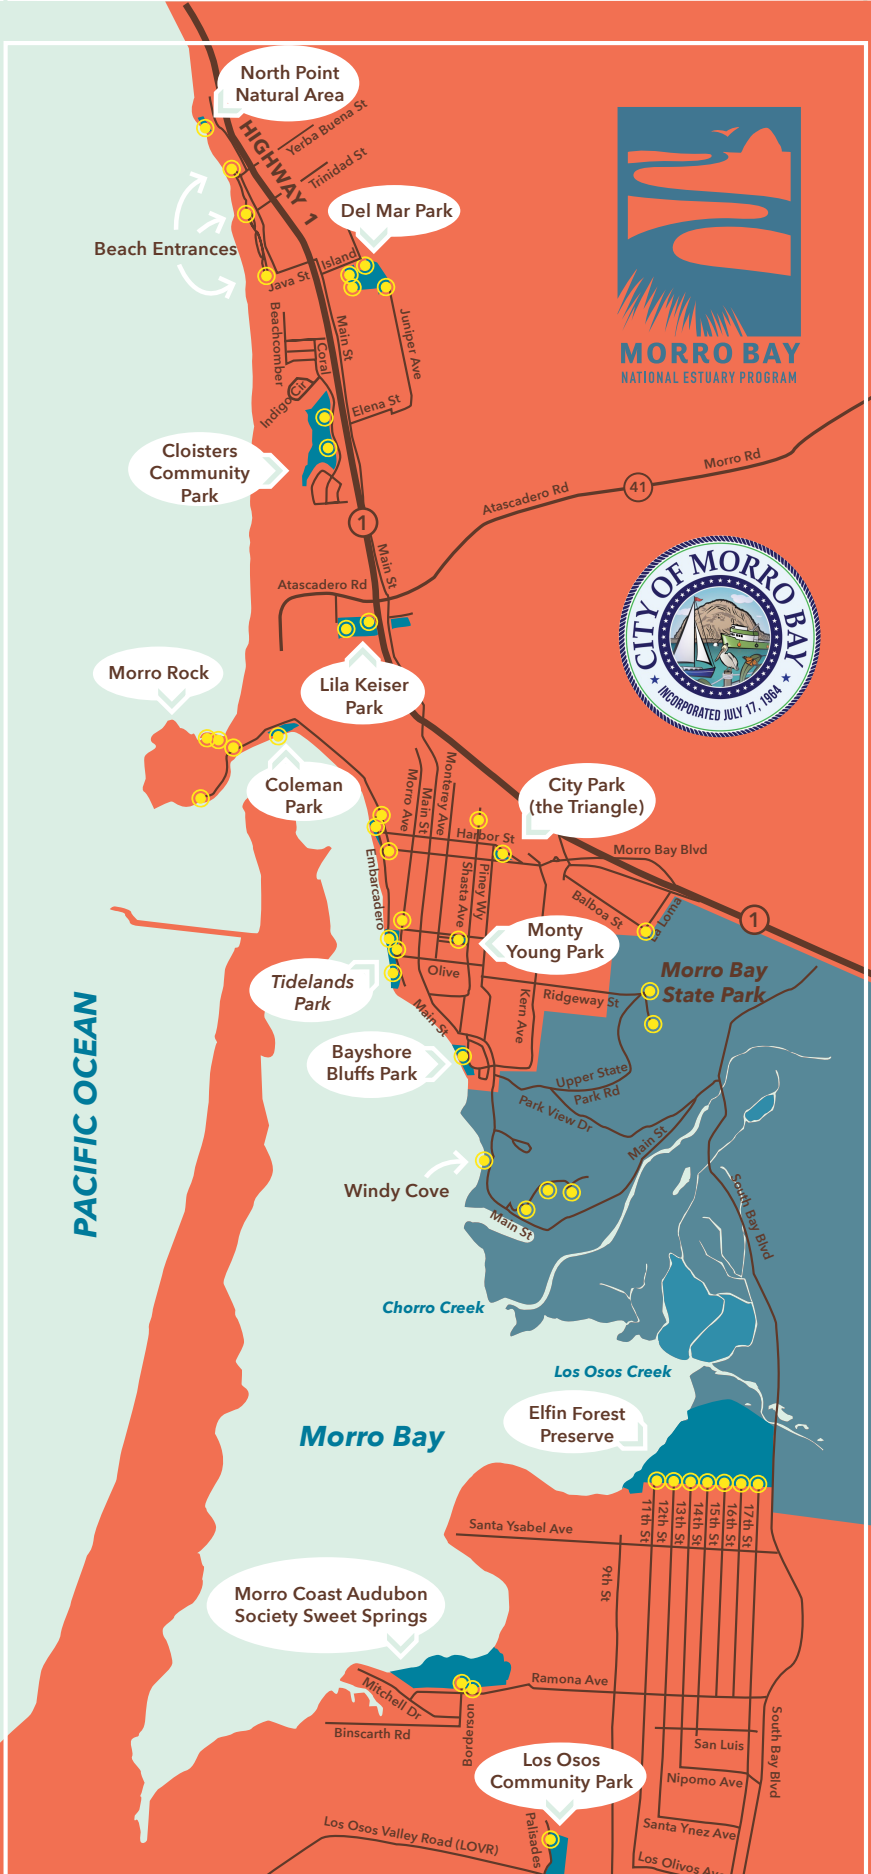 North Point
Natural Area
HIGHWAY 1
Yerba Buena St
Trinidad St
Del Mar Park
Beach Entrances
Island
Java St
Beachcomber
Coral
Main St
Juniper Ave
Indigo Cir
Elena St
MORRO BAY
NATIONAL ESTUARY PROGRAM
Cloisters
Community
Park
Morro Rd
41
Atascadero Rd
1
Main St
Atascadero Rd
CITY OF MORRO BAY
INCORPORATED JULY 17, 1964
Morro Rock
Lila Keiser
Park
Coleman
Park
City Park
(the Triangle)
Morro Ave
Main St
Monterey Ave
Harbor St
Morro Bay Blvd
Embarcadero
Shasta Ave
Piney Wy
Balboa St
La Loma
1
Monty
Young Park
Olive
Morro Bay
State Park
Tidelands
Park
Ridgeway St
Kern Ave
Main St
Bayshore
Bluffs Park
Upper State
Park Rd
Park View Dr
Main St
PACIFIC OCEAN
Windy Cove
Main St
South Bay Blvd
Chorro Creek
Los Osos Creek
Morro Bay
Elfin Forest
Preserve
11th St
12th St
13th St
14th St
15th St
16th St
17th St
Santa Ysabel Ave
9th St
Morro Coast Audubon
Society Sweet Springs
Ramona Ave
Mitchell Dr
Binscarth Rd
Borderson
South Bay Blvd
San Luis
Los Osos
Community Park
Nipomo Ave
Los Osos Valley Road (LOVR)
Palisades
Santa Ynez Ave
Los Olivos Ave